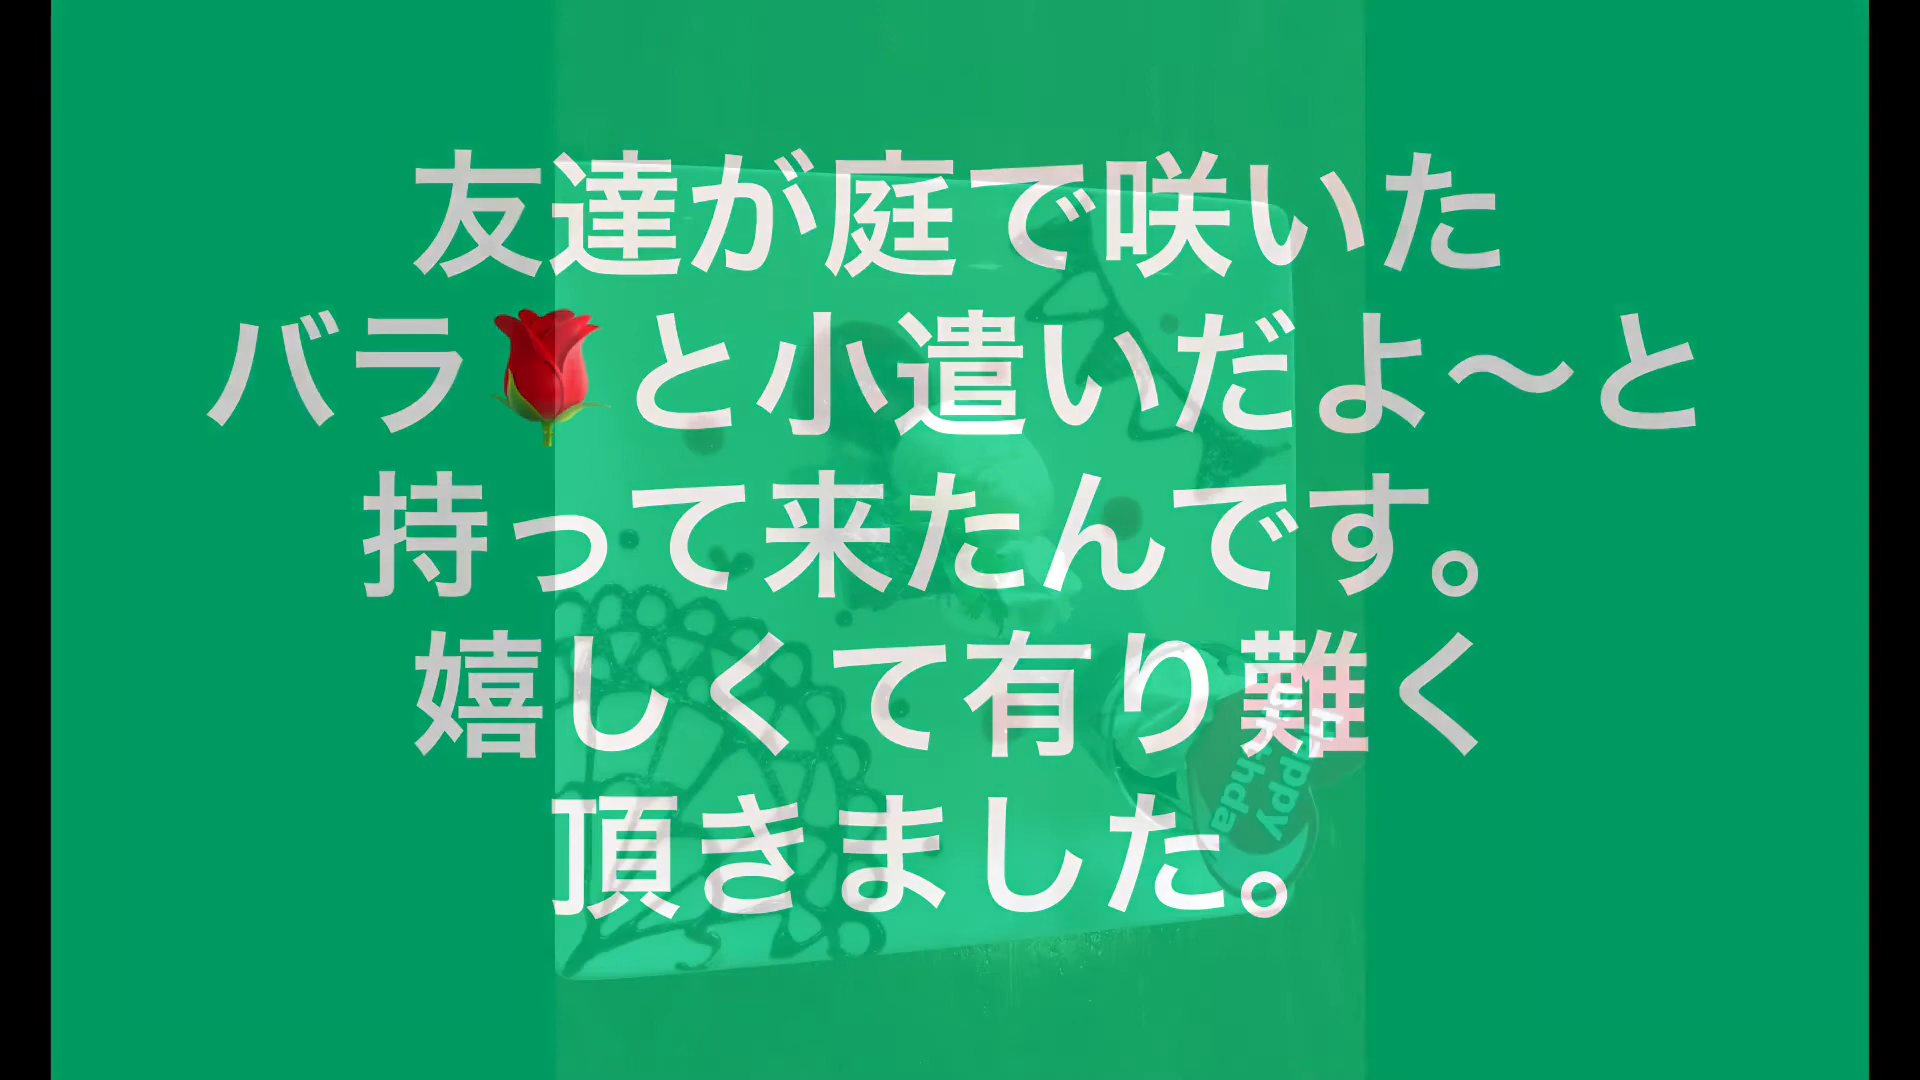 友達が庭で咲いた
バラ🌹と小遣いだよ〜と
持って来たんです。
嬉しくて有り難く
頂きました。
happy
birthda